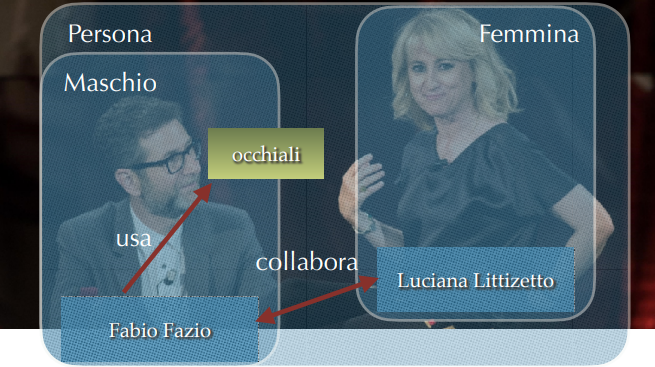 Persona
Femmina
Maschio
occhiali
usa
collabora
Luciana Littizetto
Fabio Fazio